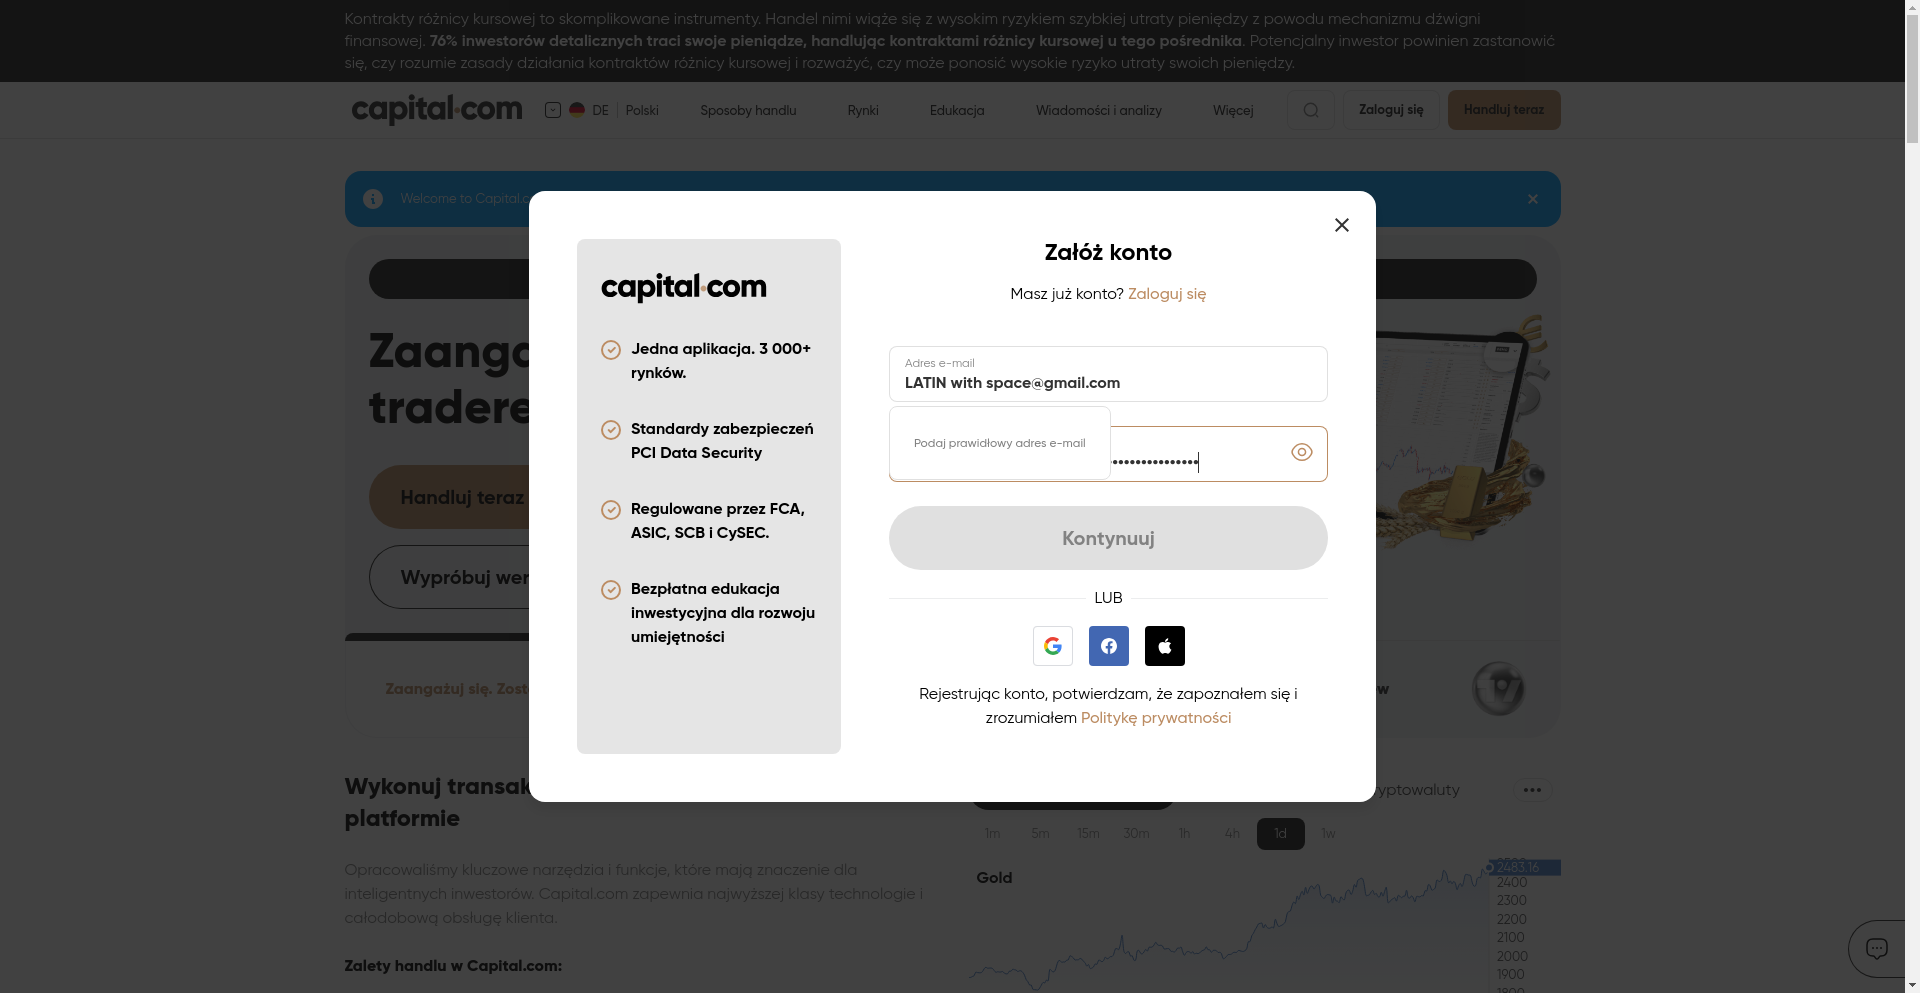 Kontrakty różnicy kursowej to skomplikowane instrumenty. Handel nimi wiąże się z wysokim ryzykiem szybkiej utraty pieniędzy z powodu mechanizmu dźwigni
finansowej. 76% inwestorów detalicznych traci swoje pieniądze, handlując kontraktami różnicy kursowej u tego pośrednika. Potencjalny inwestor powinien zastanowić
się, czy rozumie zasady działania kontraktów różnicy kursowej i rozważyć, czy może ponosić wysokie ryzyko utraty swoich pieniędzy.
capital.com
DE | Polski
Sposoby handlu
Rynki
Edukacja
Wiadomości i analizy
Więcej
Zaloguj się
Handluj teraz
Welcome to Capital.c
Zaanga
tradere
Handluj teraz
Wypróbuj wer
Zaangażuj się. Zost
capital.com
Jedna aplikacja. 3 000+
rynków.
Standardy zabezpieczeń
PCI Data Security
Regulowane przez FCA,
ASIC, SCB i CySEC.
Bezpłatna edukacja
inwestycyjna dla rozwoju
umiejętności
Załóż konto
Masz już konto? Zaloguj się
Adres e-mail
LATIN with space@gmail.com
Podaj prawidłowy adres e-mail
Kontynuuj
LUB
Rejestrując konto, potwierdzam, że zapoznałem się i
zrozumiałem Politykę prywatności
Wykonuj transak
platformie
Opracowaliśmy kluczowe narzędzia i funkcje, które mają znaczenie dla
inteligentnych inwestorów. Capital.com zapewnia najwyższej klasy technologie i
całodobową obsługę klienta.
Zalety handlu w Capital.com:
ryptowaluty
1m 5m 15m 30m 1h 4h 1d 1w
Gold
2483.16
2400
2300
2200
2100
2000
1900